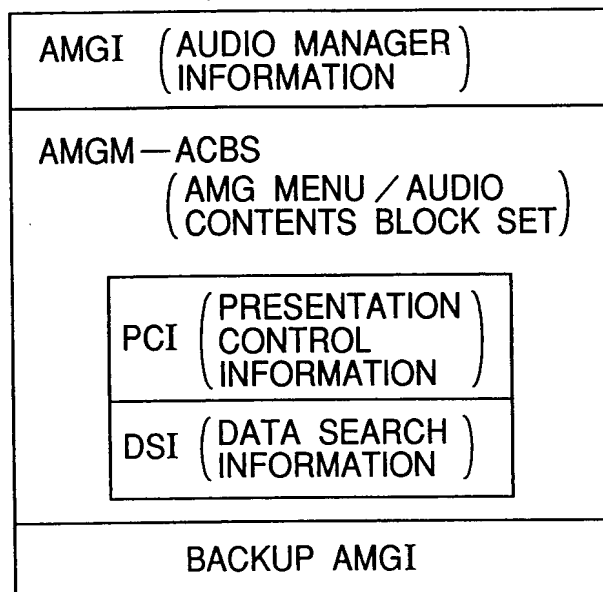 AMGI (AUDIO MANAGER
INFORMATION)
AMGM—ACBS
(AMG MENU / AUDIO
CONTENTS BLOCK SET)
PCI (PRESENTATION
CONTROL
INFORMATION)
DSI (DATA SEARCH
INFORMATION)
BACKUP AMGI